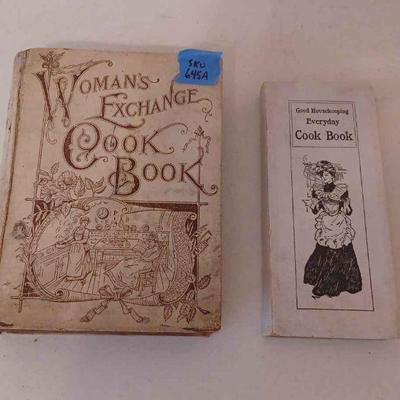 SKU
645A
WOMAN'S
EXCHANGE
COOK
BOOK
Good Housekeeping
Everyday
Cook Book